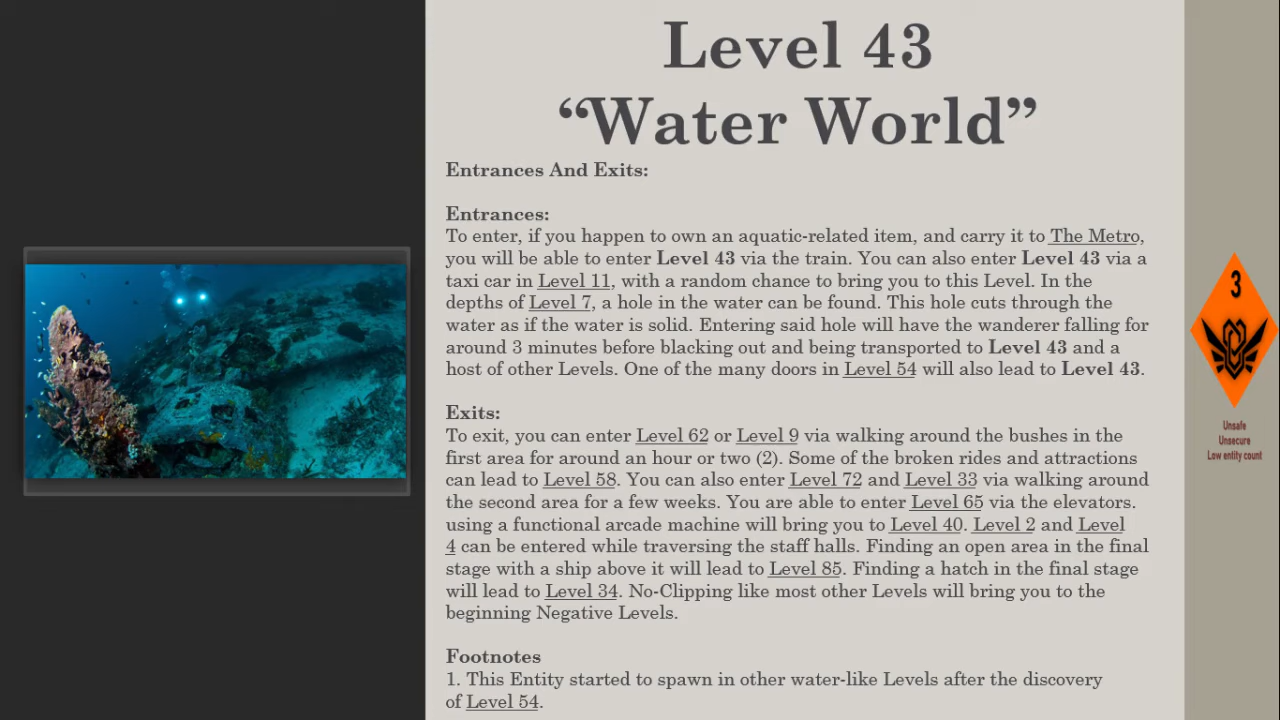 Level 43
“Water World”
Entrances And Exits:
Entrances:
To enter, if you happen to own an aquatic-related item, and carry it to The Metro,
you will be able to enter Level 43 via the train. You can also enter Level 43 via a
taxi car in Level 11, with a random chance to bring you to this Level. In the
depths of Level 7, a hole in the water can be found. This hole cuts through the
water as if the water is solid. Entering said hole will have the wanderer falling for
around 3 minutes before blacking out and being transported to Level 43 and a
host of other Levels. One of the many doors in Level 54 will also lead to Level 43.
Exits:
To exit, you can enter Level 62 or Level 9 via walking around the bushes in the
first area for around an hour or two (2). Some of the broken rides and attractions
can lead to Level 58. You can also enter Level 72 and Level 33 via walking around
the second area for a few weeks. You are able to enter Level 65 via the elevators.
using a functional arcade machine will bring you to Level 40. Level 2 and Level
4 can be entered while traversing the staff halls. Finding an open area in the final
stage with a ship above it will lead to Level 85. Finding a hatch in the final stage
will lead to Level 34. No-Clipping like most other Levels will bring you to the
beginning Negative Levels.
Footnotes
1. This Entity started to spawn in other water-like Levels after the discovery
of Level 54.
3
Unsafe
Unsecure
Low entity count